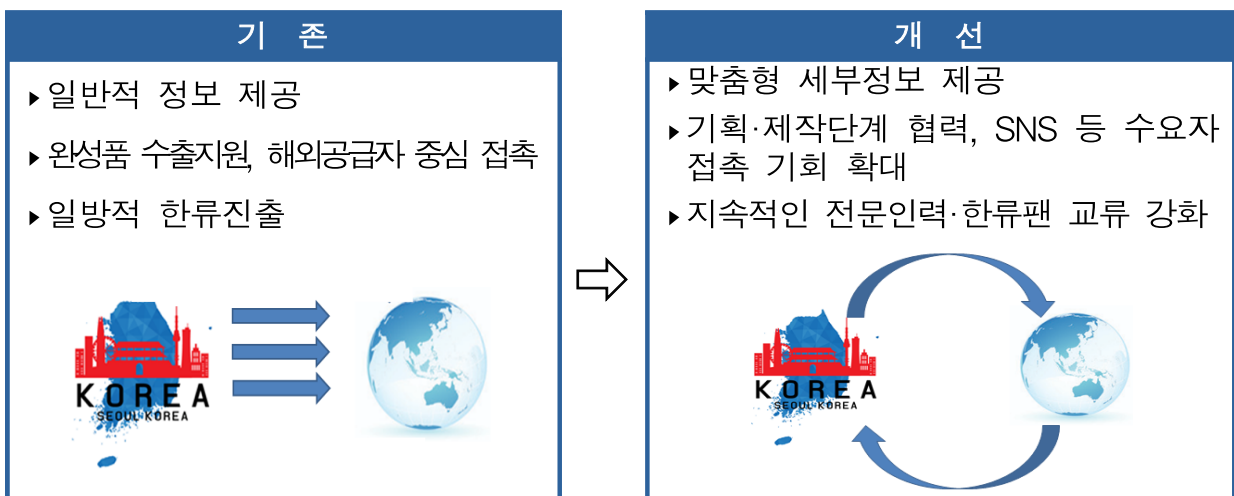 기 존
▸일반적 정보 제공
▸완성품 수출지원, 해외공급자 중심 접촉
▸일방적 한류진출
KOREA
SEOUL KOREA
개 선
▸맞춤형 세부정보 제공
▸기획·제작단계 협력, SNS 등 수요자
접촉 기회 확대
▸지속적인 전문인력·한류팬 교류 강화
KOREA
SEOUL KOREA